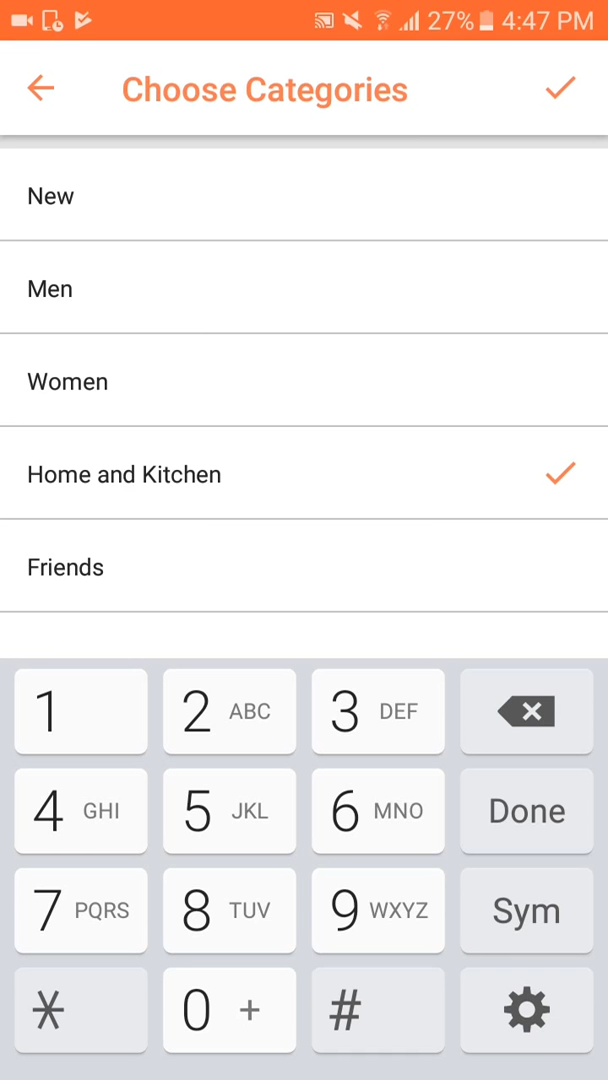 27% 4:47 PM
Choose Categories
New
Men
Women
Home and Kitchen
Friends
1 2 ABC 3 DEF
4 GHI 5 JKL 6 MNO Done
7 PQRS 8 TUV 9 WXYZ Sym
* 0 + #